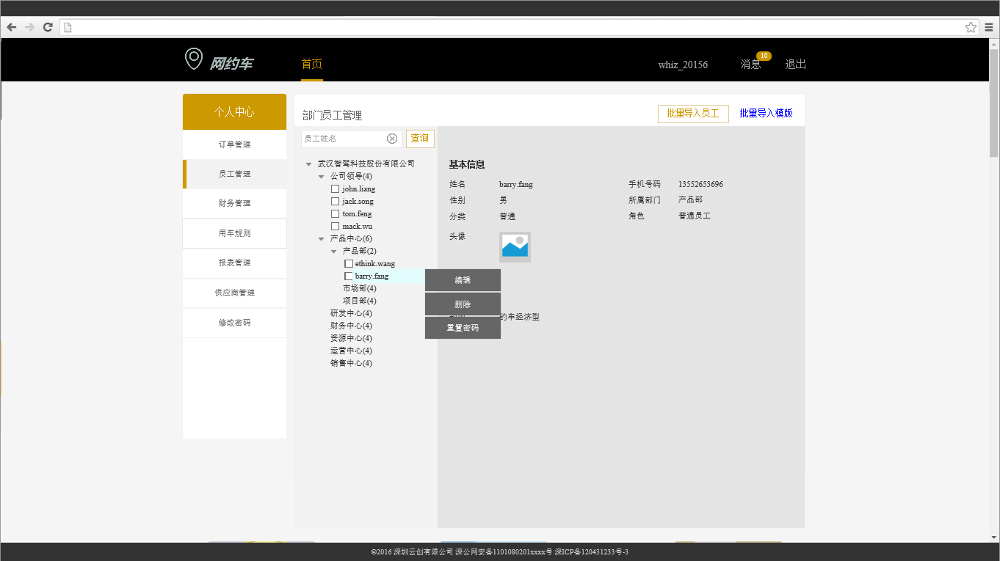 网约车
首页
whiz_20156
消息
10
退出
个人中心
订单管理
员工管理
财务管理
用车规则
报表管理
供应商管理
修改密码
部门员工管理
批量导入员工
批量导入模版
员工姓名
查询
武汉智驾科技股份有限公司
公司领导(4)
john.liang
jack.song
tom.feng
mack.wu
产品中心(6)
产品部(2)
ethink.wang
barry.fang
市场部(4)
项目部(4)
研发中心(4)
财务中心(4)
资源中心(4)
运营中心(4)
销售中心(4)
编辑
删除
重置密码
基本信息
姓名 barry.fang 手机号码 13552653696
性别 男 所属部门 产品部
分类 普通 角色 普通员工
头像
约车经济型
©2016 深圳云创有限公司 深公网安备1101080201xxxx号 深ICP备120431233号-3